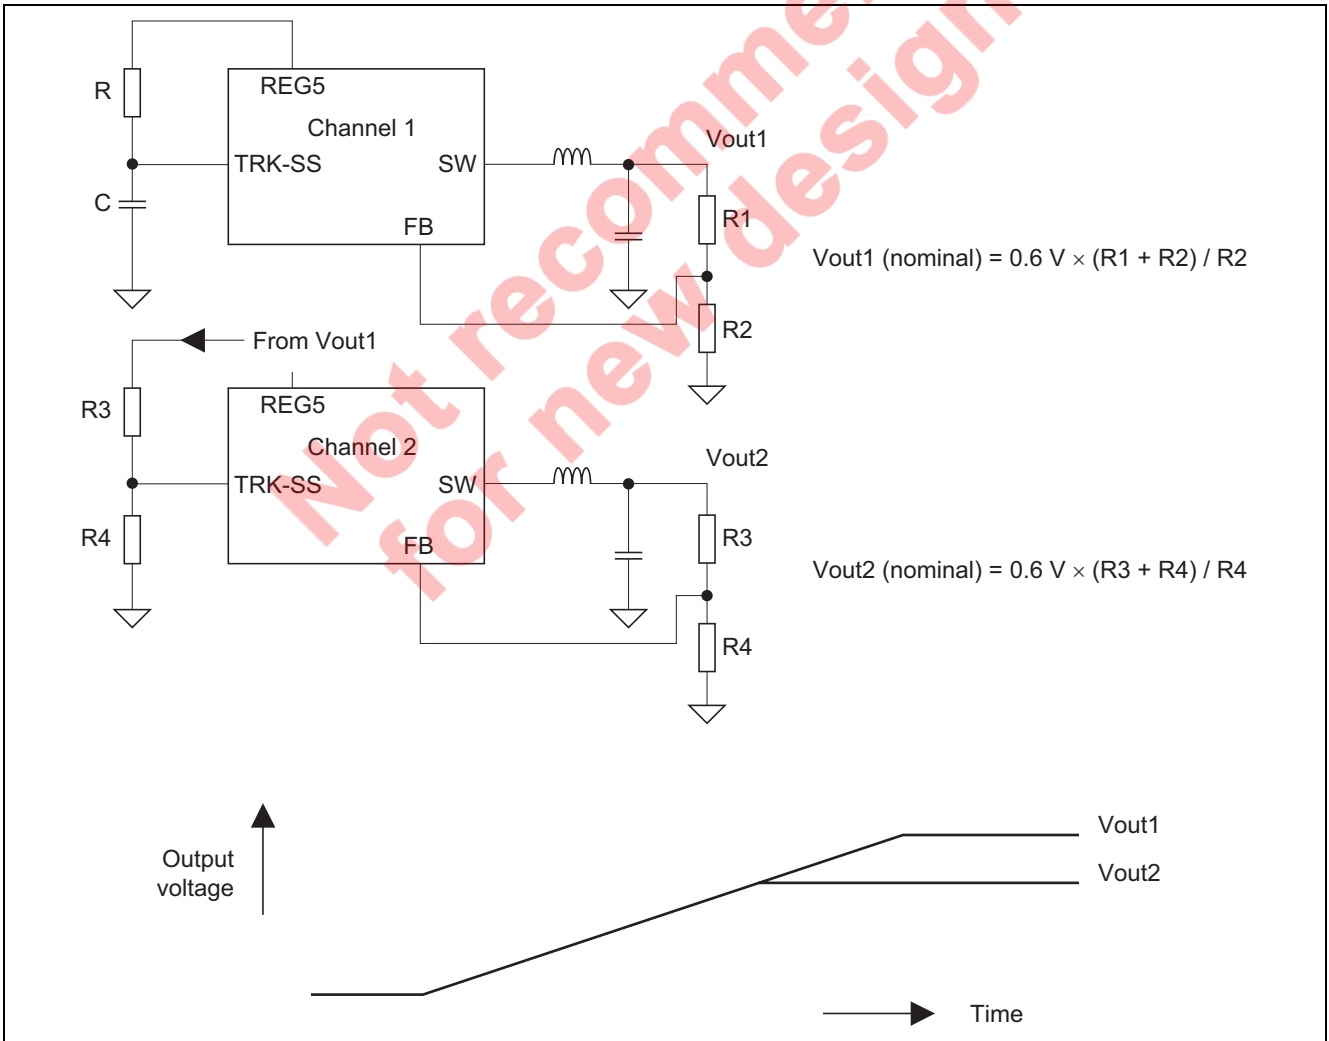 R
REG5
Channel 1
TRK-SS
SW
C
FB
Vout1
R1
Vout1 (nominal) = 0.6 V × (R1 + R2) / R2
R2
From Vout1
R3
REG5
Channel 2
TRK-SS
SW
R4
FB
Vout2
R3
Vout2 (nominal) = 0.6 V × (R3 + R4) / R4
R4
Output
voltage
Vout1
Vout2
Time
Not recomme
for new design